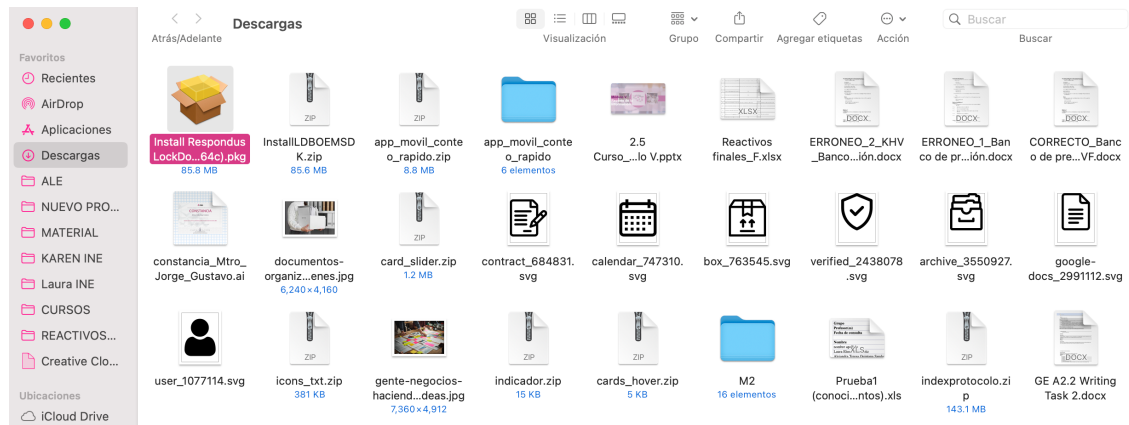 Atrás/Adelante
Descargas
Visualización
Grupo
Compartir
Agregar etiquetas
Acción
Buscar
Buscar
Favoritos
Recientes
AirDrop
Aplicaciones
Descargas
ALE
NUEVO PRO...
MATERIAL
KAREN INE
Laura INE
CURSOS
REACTIVOS...
Creative Clo...
Ubicaciones
iCloud Drive
Install Respondus
LockDo...64c).pkg
85.8 MB
ZIP
InstallLDBOEMSD
K.zip
85.6 MB
ZIP
app_movil_conte
o_rapido.zip
8.8 MB
app_movil_conte
o_rapido
6 elementos
2.5
Curso_...lo V.pptx
XLSX
Reactivos
finales_F.xlsx
DOCX
ERRONEO_2_KHV
_Banco...ión.docx
DOCX
ERRONEO_1_Ban
co de pr...ión.docx
DOCX
CORRECTO_Banc
o de pre...VF.docx
constancia_Mtro_
Jorge_Gustavo.ai
documentos-
organiz...enes.jpg
6,240×4,160
ZIP
card_slider.zip
1.2 MB
contract_684831.
svg
calendar_747310.
svg
box_763545.svg
verified_2438078
.svg
archive_3550927.
svg
google-
docs_2991112.svg
user_1077114.svg
ZIP
icons_txt.zip
381 KB
gente-negocios-
haciend...deas.jpg
7,360×4,912
ZIP
indicador.zip
15 KB
ZIP
cards_hover.zip
5 KB
M2
16 elementos
Grupo
Profesor(a):
Fecha de consulta
Nombre
XLS
Prueba1
(conoci...ntos).xls
ZIP
indexprotocolo.zi
p
143.1 MB
DOCX
GE A2.2 Writing
Task 2.docx